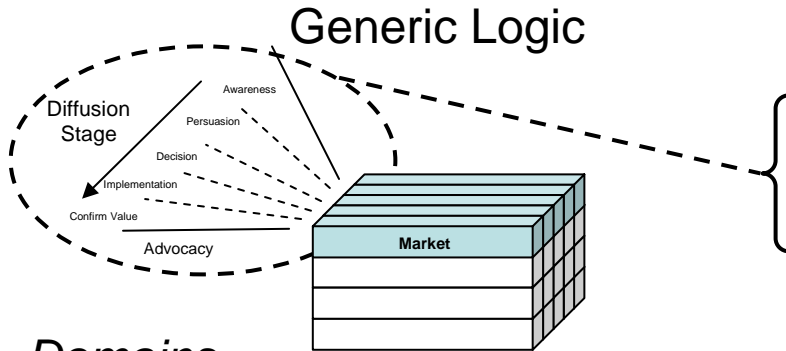 Generic Logic
Diffusion
Stage
Awareness
Persuasion
Decision
Implementation
Confirm Value
Advocacy
Market
Domains